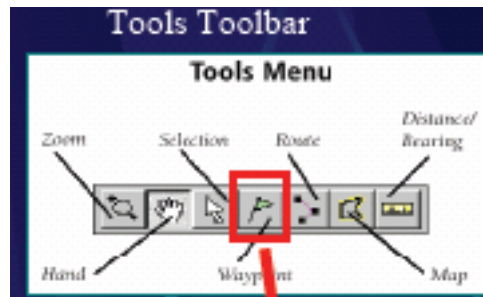 Tools Toolbar
Tools Menu
Distance/
Zoom Selection Route Bearing
Hand Waypoint Map